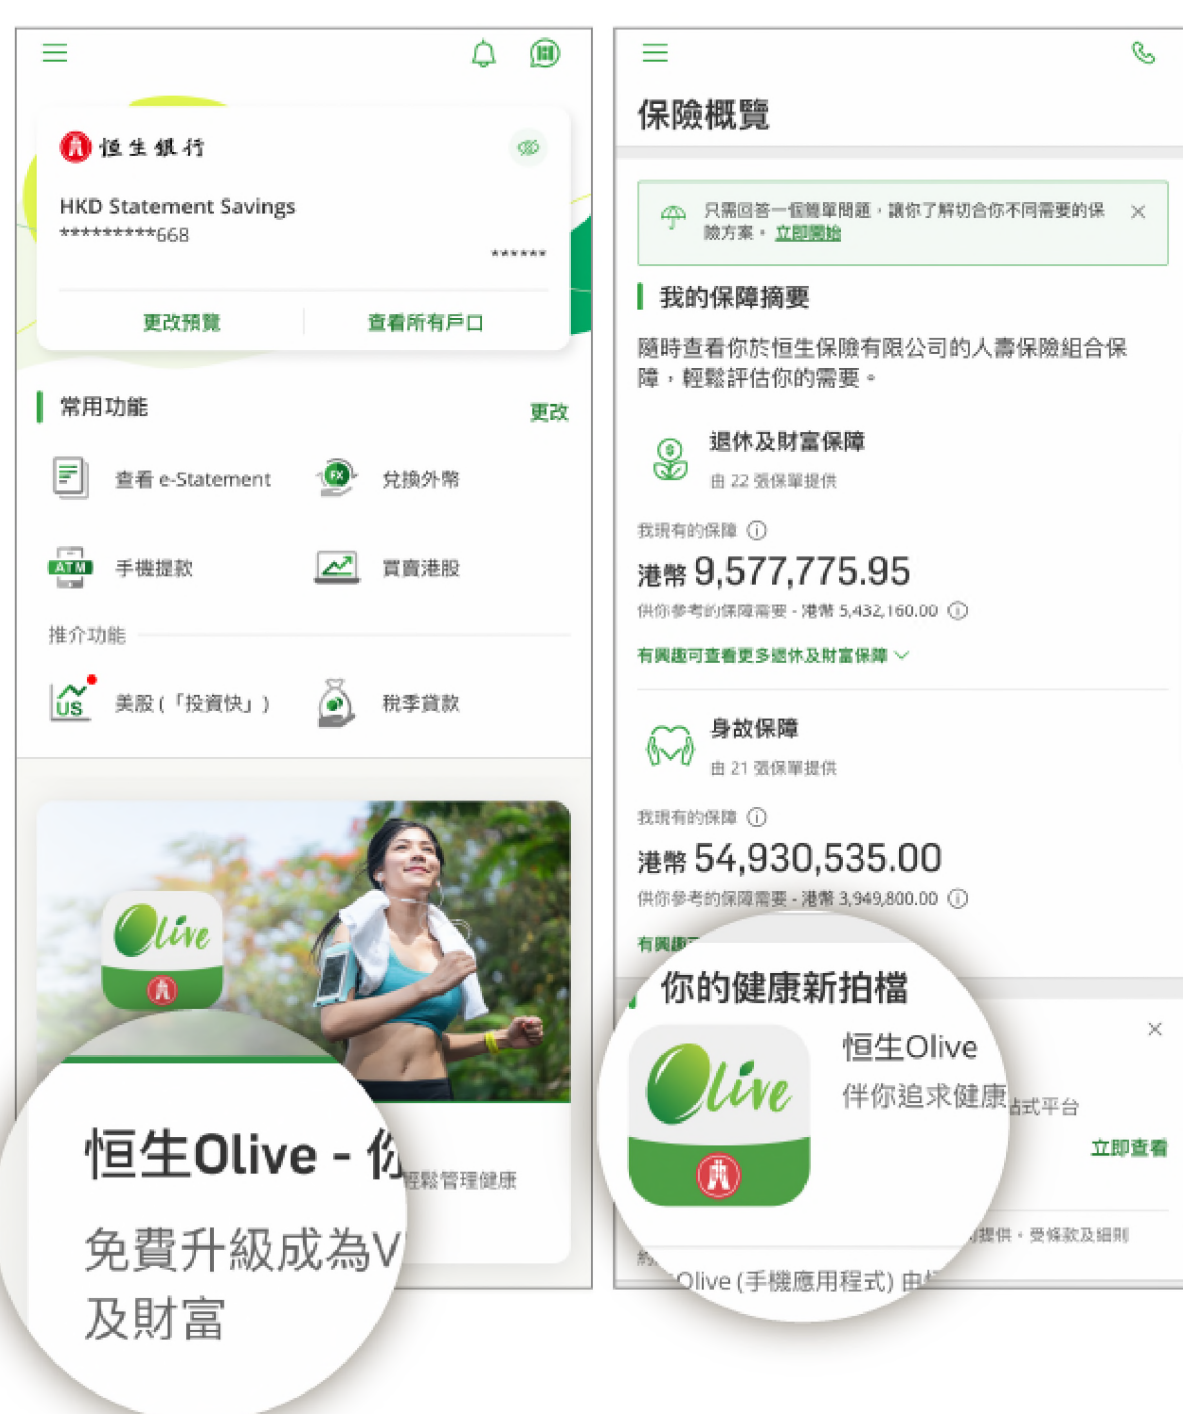 恒生銀行
HKD Statement Savings
*********668
******
更改預覽
查看所有戶口
常用功能
更改
查看 e-Statement
FX
兌換外幣
ATM
手機提款
買賣港股
推介功能
US
美股 (「投資快」)
稅季貸款
Olive
恒生Olive - 你
輕鬆管理健康
免費升級成為V
及財富
保險概覽
只需回答一個簡單問題，讓你了解切合你不同需要的保
險方案。 立即開始
我的保障摘要
隨時查看你於恒生保險有限公司的人壽保險組合保
障，輕鬆評估你的需要。
退休及財富保障
由 22 張保單提供
我現有的保障
港幣 9,577,775.95
供你參考的保障需要 - 港幣 5,432,160.00
有興趣可查看更多退休及財富保障
身故保障
由 21 張保單提供
我現有的保障
港幣 54,930,535.00
供你參考的保障需要 - 港幣 3,949,800.00
有興趣
你的健康新拍檔
Olive
恒生Olive
伴你追求健康
站式平台
立即查看
提供。受條款及細則
約
Olive (手機應用程式) 由